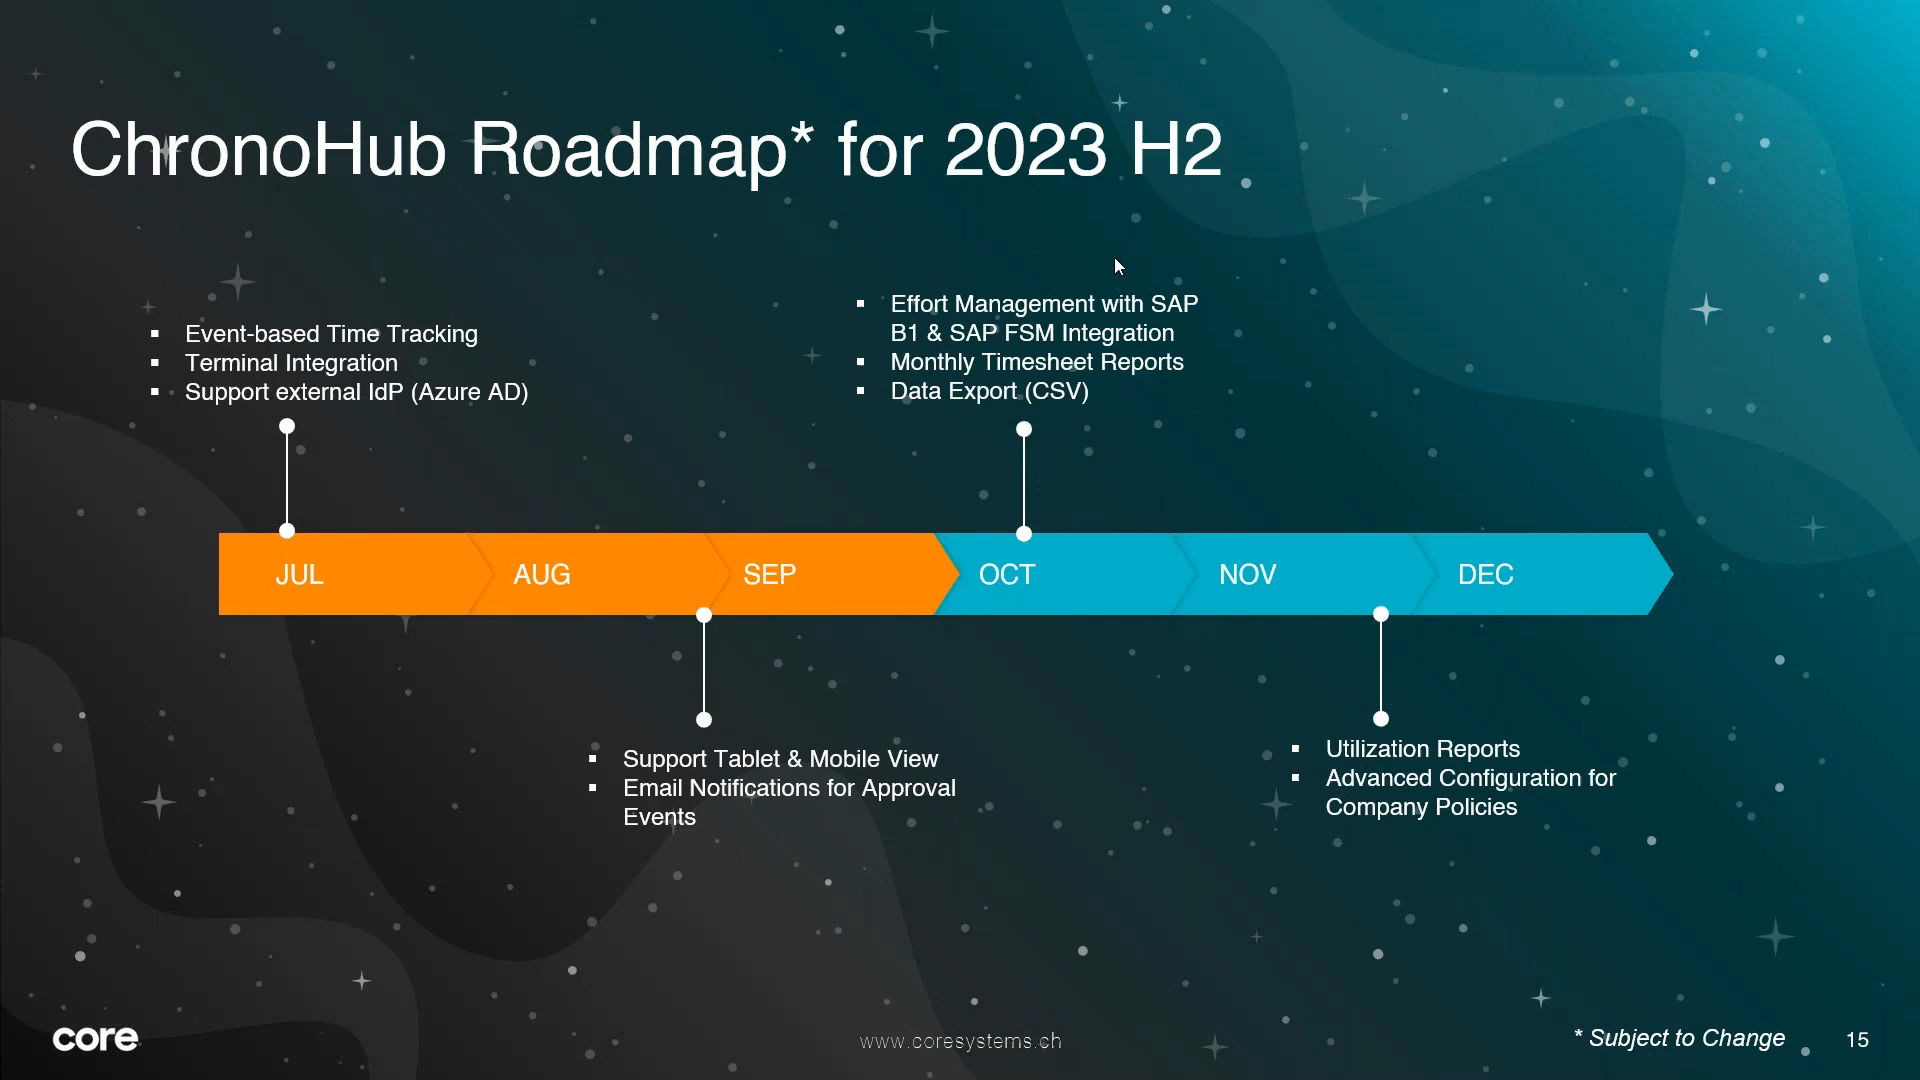 ChronoHub Roadmap* for 2023 H2
▪ Event-based Time Tracking
▪ Terminal Integration
▪ Support external IdP (Azure AD)
▪ Effort Management with SAP
B1 & SAP FSM Integration
▪ Monthly Timesheet Reports
▪ Data Export (CSV)
JUL
AUG
SEP
OCT
NOV
DEC
▪ Support Tablet & Mobile View
▪ Email Notifications for Approval
Events
▪ Utilization Reports
▪ Advanced Configuration for
Company Policies
core
www.coresystems.ch
* Subject to Change
15